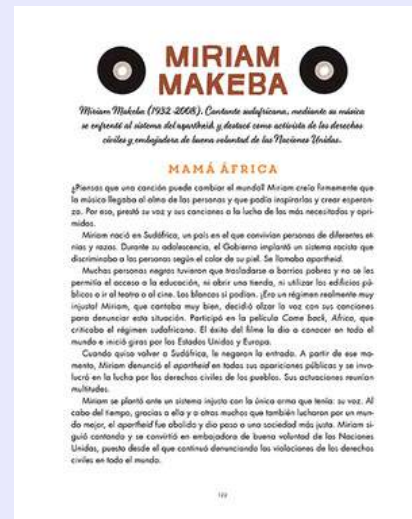 MIRIAM
MAKEBA
Miriam Makeba (1932-2008). Cantante sudafricana, mediante su música
se enfrentó al sistema del apartheid y destacó como activista de los derechos
civiles y embajadora de buena voluntad de las Naciones Unidas.
MAMÁ ÁFRICA
¿Piensas que una canción puede cambiar el mundo? Miriam creía firmemente que
la música llegaba al alma de las personas y que podía inspirarlas y crear esperan-
za. Por eso, prestó su voz y sus canciones a la lucha de los más necesitados y opri-
midos.
Miriam nació en Sudáfrica, un país en el que convivían personas de diferentes et-
nias y razas. Durante su adolescencia, el Gobierno implantó un sistema racista que
discriminaba a las personas según el color de su piel. Se llamaba apartheid.
Muchas personas negras tuvieron que trasladarse a barrios pobres y no se les
permitía el acceso a la educación, ni abrir una tienda, ni utilizar los edificios pú-
blicos o ir al teatro o al cine. Los blancos sí podían. ¡Era un régimen realmente muy
injusto! Miriam, que cantaba muy bien, decidió alzar la voz con sus canciones
para denunciar esta situación. Participó en la película Come back, Africa, que
criticaba el régimen sudafricano. El éxito del filme la dio a conocer en todo el
mundo e inició giras por los Estados Unidos y Europa.
Cuando quiso volver a Sudáfrica, le negaron la entrada. A partir de ese mo-
mento, Miriam denunció el apartheid en todas sus apariciones públicas y se invo-
lucró en la lucha por los derechos civiles de los pueblos. Sus actuaciones reunían
multitudes.
Miriam se plantó ante un sistema injusto con la única arma que tenía: su voz. Al
cabo del tiempo, gracias a ella y a otros muchos que también lucharon por un mun-
do mejor, el apartheid fue abolido y dio paso a una sociedad más justa. Miriam si-
guió cantando y se convirtió en embajadora de buena voluntad de las Naciones
Unidas, puesto desde el que continuó denunciando las violaciones de los derechos
civiles en todo el mundo.